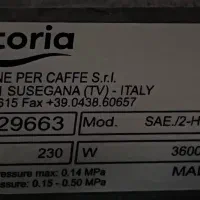 toria
NE PER CAFFE S.r.l.
SUSEGANA (TV) - ITALY
615 Fax +39.0438.60657
29663 Mod. SAE./2-H
230 W 3600
ressure max: 0.14 MPa MAD
ressure: 0.15 - 0.50 MPa